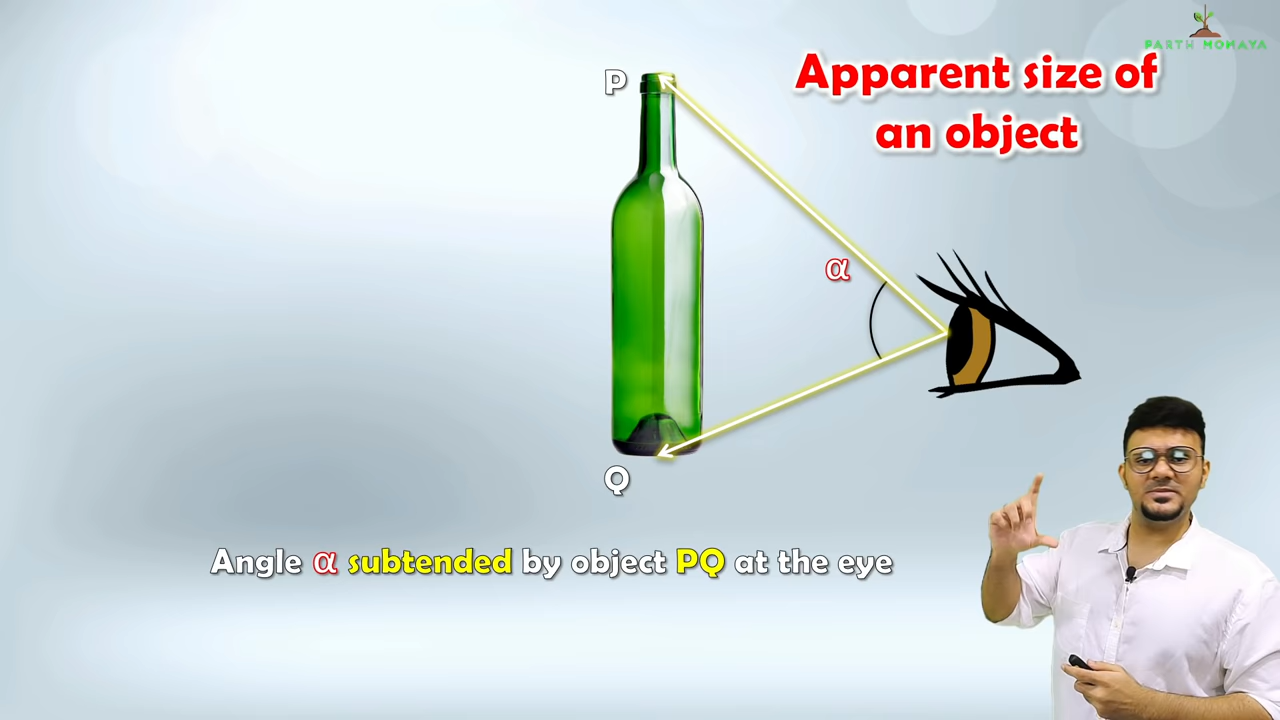 PARTH MOMAYA
Apparent size of
an object
P
α
Q
Angle α subtended by object PQ at the eye